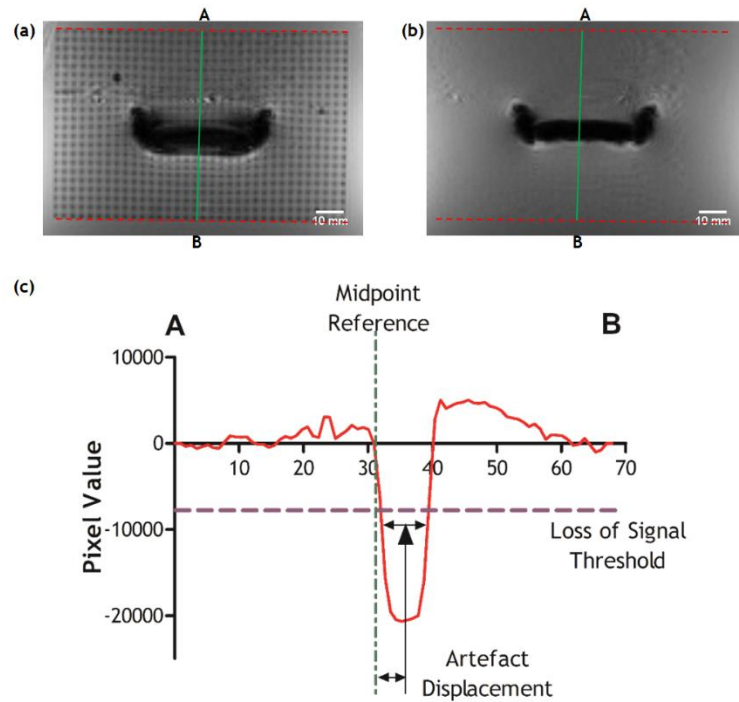 A
A
(a)
(b)
10 mm
10 mm
B
B
(c)
Midpoint
Reference
A
B
10000
0
10
20
30
40
50
60
70
-10000
-20000
Pixel Value
Loss of Signal
Threshold
Artefact
Displacement